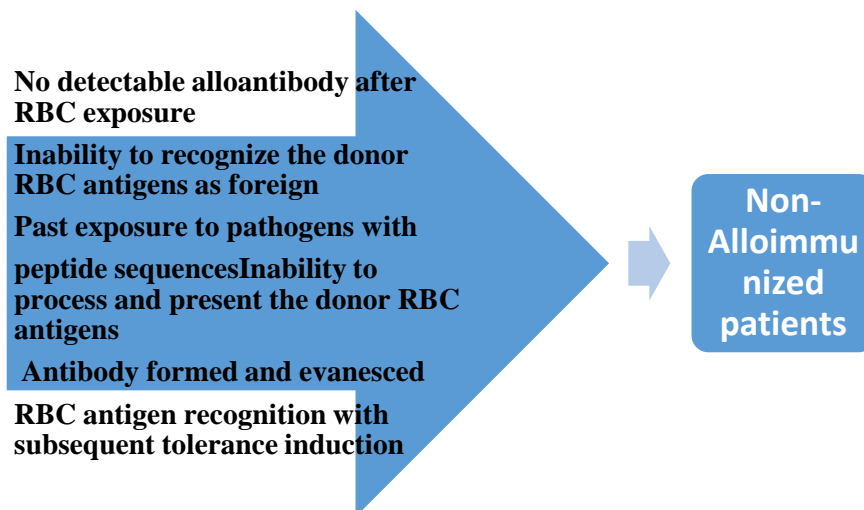 No detectable alloantibody after
RBC exposure
Inability to recognize the donor
RBC antigens as foreign
Past exposure to pathogens with
peptide sequencesInability to
process and present the donor RBC
antigens
Antibody formed and evanesced
RBC antigen recognition with
subsequent tolerance induction
Non-
Alloimmu
nized
patients